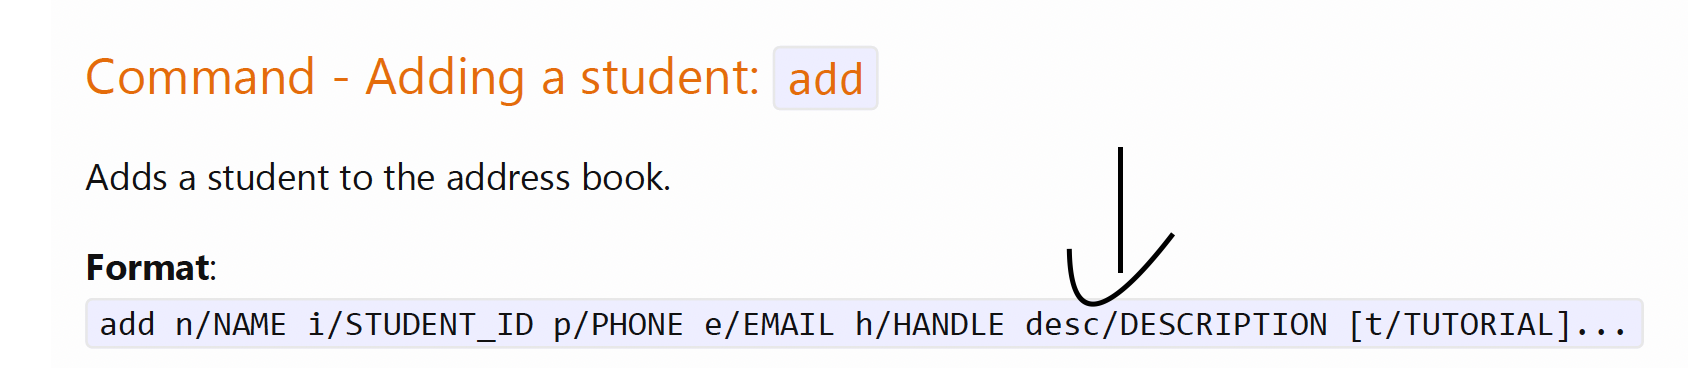 Command - Adding a student: add
Adds a student to the address book.
Format:
add n/NAME i/STUDENT_ID p/PHONE e/EMAIL h/HANDLE desc/DESCRIPTION [t/TUTORIAL]...